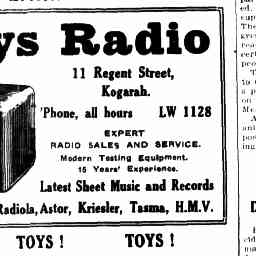 ys Radio
11 Regent Street,
Kogarah.
'Phone, all hours LW 1128
EXPERT
RADIO SALES AND SERVICE.
Modern Testing Equipment.
15 Years' Experience.
Latest Sheet Music and Records
Radiola, Astor, Kriesler, Tasma, H.M.V.
TOYS ! TOYS !